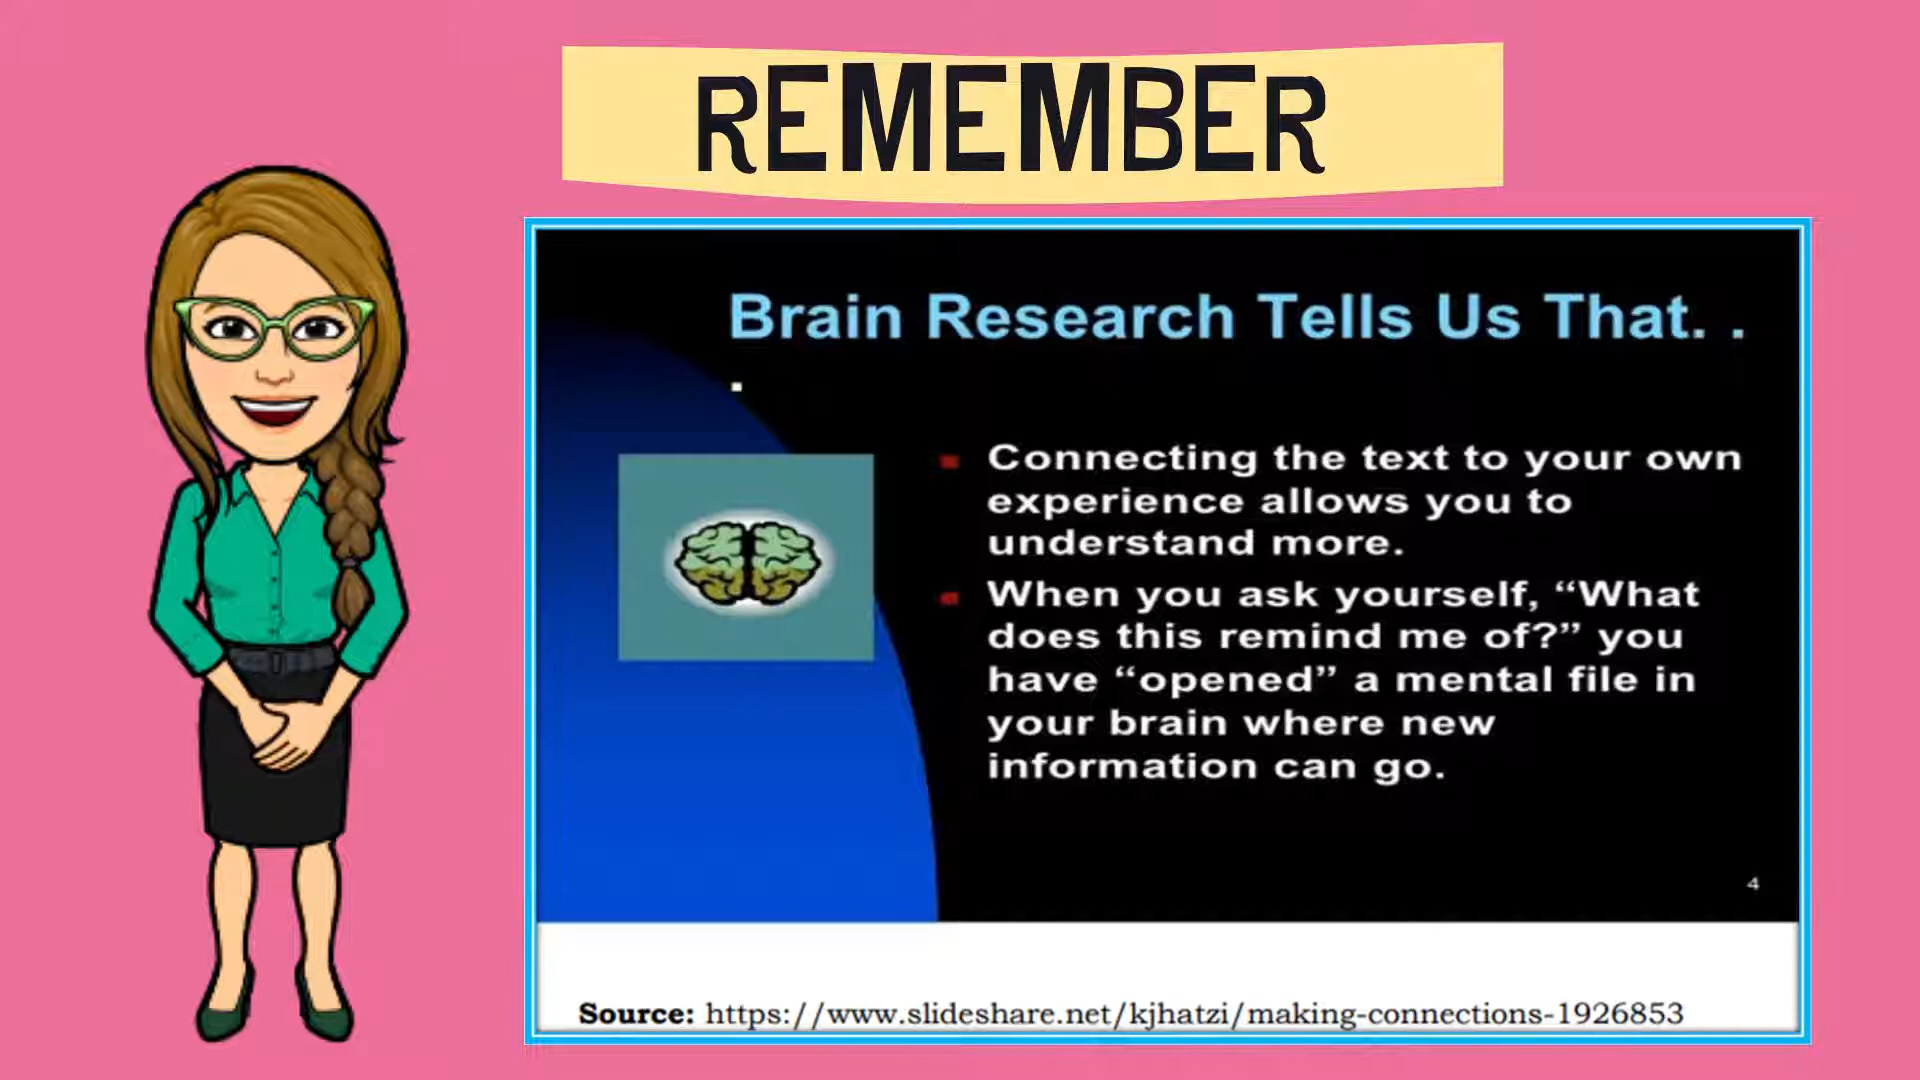 REMEMBER
Brain Research Tells Us That. .
.
Connecting the text to your own
experience allows you to
understand more.
When you ask yourself, “What
does this remind me of?” you
have “opened” a mental file in
your brain where new
information can go.
4
Source: https://www.slideshare.net/kjhatzi/making-connections-1926853